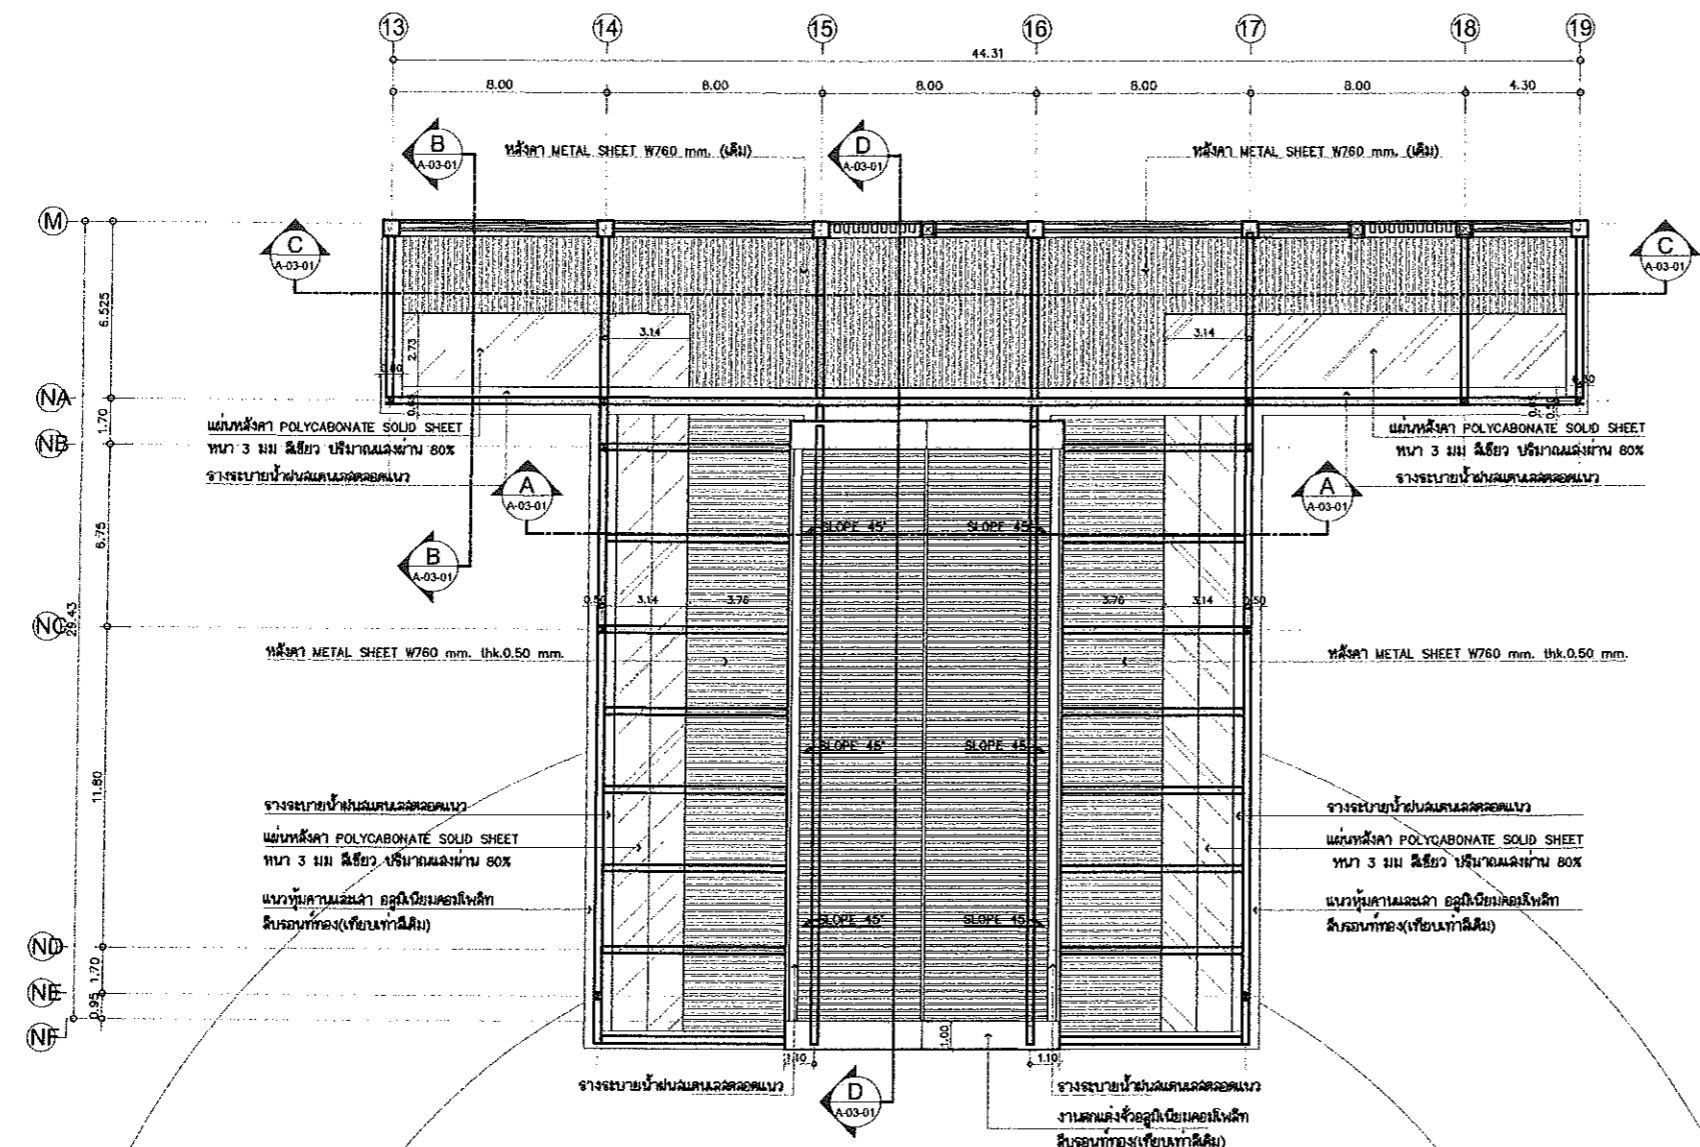 13 14 15 16 17 18 19
44.31
8.00 8.00 8.00 8.00 8.00 4.30
B
A-03-01
หลังคา METAL SHEET W760 mm. (เดิม)
D
A-03-01
หลังคา METAL SHEET W760 mm. (เดิม)
M
C
A-03-01
C
A-03-01
6.525
3.14 3.14
2.73
0.80
NA
1.70
NB
แผ่นหลังคา POLYCABONATE SOLID SHEET
หนา 3 มม สีเขียว ปริมาณแสงผ่าน 80%
รางระบายน้ำฝนสแตนเลสตลอดแนว
แผ่นหลังคา POLYCABONATE SOLID SHEET
หนา 3 มม สีเขียว ปริมาณแสงผ่าน 80%
รางระบายน้ำฝนสแตนเลสตลอดแนว
A
A-03-01
A
A-03-01
SLOPE 45° SLOPE 45°
6.75
B
A-03-01
0.50 3.14 3.76 3.76 3.14 0.50
NC
29.43
หลังคา METAL SHEET W760 mm. thk.0.50 mm.
หลังคา METAL SHEET W760 mm. thk.0.50 mm.
SLOPE 45° SLOPE 45
11.80
รางระบายน้ำฝนสแตนเลสตลอดแนว
แผ่นหลังคา POLYCABONATE SOLID SHEET
หนา 3 มม สีเขียว ปริมาณแสงผ่าน 80%
แนวหุ้มคานและเสา อลูมิเนียมคอมโพสิท
สีบรอนท์ทอง(เทียบเท่าสีเดิม)
รางระบายน้ำฝนสแตนเลสตลอดแนว
แผ่นหลังคา POLYCABONATE SOLID SHEET
หนา 3 มม สีเขียว ปริมาณแสงผ่าน 80%
แนวหุ้มคานและเสา อลูมิเนียมคอมโพสิท
สีบรอนท์ทอง(เทียบเท่าสีเดิม)
SLOPE 45° SLOPE 45
ND
1.70
NE
0.95
NF
1.00
1.10 1.10
รางระบายน้ำฝนสแตนเลสตลอดแนว
D
A-03-01
รางระบายน้ำฝนสแตนเลสตลอดแนว
งานตกแต่งจั่วอลูมิเนียมคอมโพสิท
สีบรอนท์ทอง(เทียบเท่าสีเดิม)